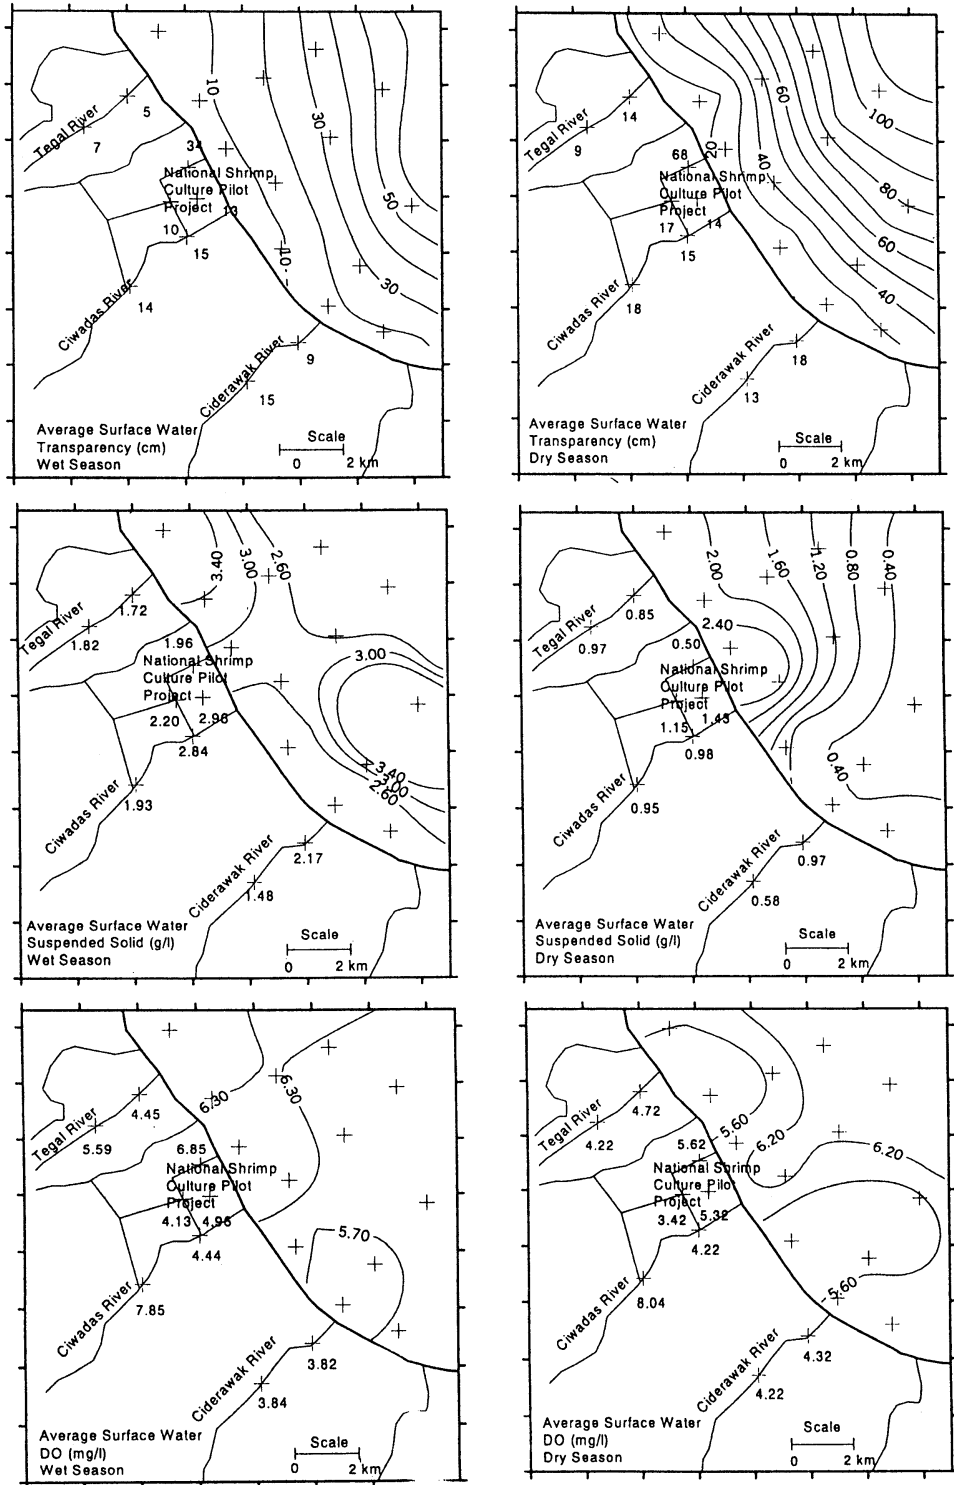 10
30
50
5
Tegal River
7
34
National Shrimp
Culture Pilot
Project
13
10
15
10
30
14
Ciwadas River
9
Ciderawak River
15
Average Surface Water
Transparency (cm)
Wet Season
Scale
0 2 km
60
100
14
Tegal River
9
20
40
68
National Shrimp
Culture Pilot
Project
80
17
14
15
60
40
18
Ciwadas River
18
Ciderawak River
13
Average Surface Water
Transparency (cm)
Dry Season
Scale
0 2 km
3.40
3.00
2.60
1.72
Tegal River
1.82
1.96
National Shrimp
Culture Pilot
Project
3.00
2.20
2.98
2.84
3.40
3.00
2.60
1.93
Ciwadas River
2.17
Ciderawak River
1.48
Average Surface Water
Suspended Solid (g/l)
Wet Season
Scale
0 2 km
2.00
1.60
1.20
0.80
0.40
0.85
Tegal River
0.97
2.40
0.50
National Shrimp
Culture Pilot
Project
1.15
1.43
0.98
0.40
0.95
Ciwadas River
0.97
Ciderawak River
0.58
Average Surface Water
Suspended Solid (g/l)
Dry Season
Scale
0 2 km
6.30
6.30
4.45
Tegal River
5.59
6.85
National Shrimp
Culture Pilot
Project
4.13
4.96
4.44
5.70
7.85
Ciwadas River
3.82
Ciderawak River
3.84
Average Surface Water
DO (mg/l)
Wet Season
Scale
0 2 km
4.72
Tegal River
4.22
5.60
6.20
6.20
5.62
National Shrimp
Culture Pilot
Project
3.42
5.32
4.22
5.60
8.04
Ciwadas River
4.32
Ciderawak River
4.22
Average Surface Water
DO (mg/l)
Dry Season
Scale
0 2 km